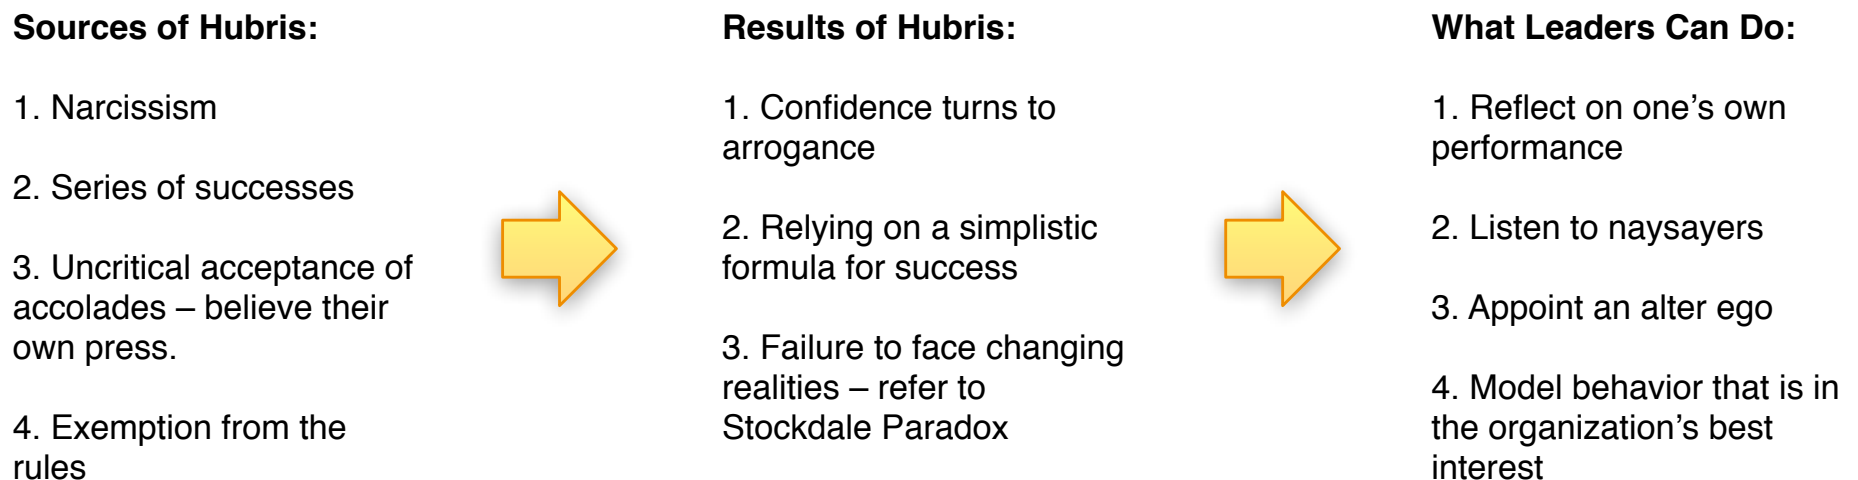 Sources of Hubris:
1. Narcissism
2. Series of successes
3. Uncritical acceptance of
accolades – believe their
own press.
4. Exemption from the
rules
Results of Hubris:
1. Confidence turns to
arrogance
2. Relying on a simplistic
formula for success
3. Failure to face changing
realities – refer to
Stockdale Paradox
What Leaders Can Do:
1. Reflect on one’s own
performance
2. Listen to naysayers
3. Appoint an alter ego
4. Model behavior that is in
the organization’s best
interest